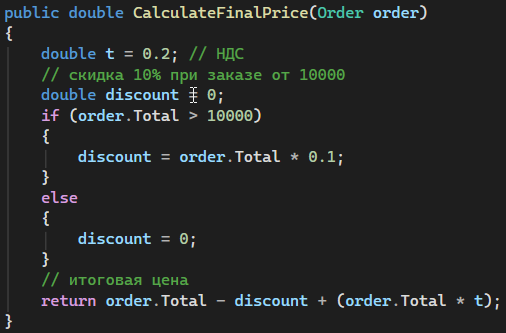 public double CalculateFinalPrice(Order order)
{
    double t = 0.2; // НДС
    // скидка 10% при заказе от 10000
    double discount = 0;
    if (order.Total > 10000)
    {
        discount = order.Total * 0.1;
    }
    else
    {
        discount = 0;
    }
    // итоговая цена
    return order.Total - discount + (order.Total * t);
}